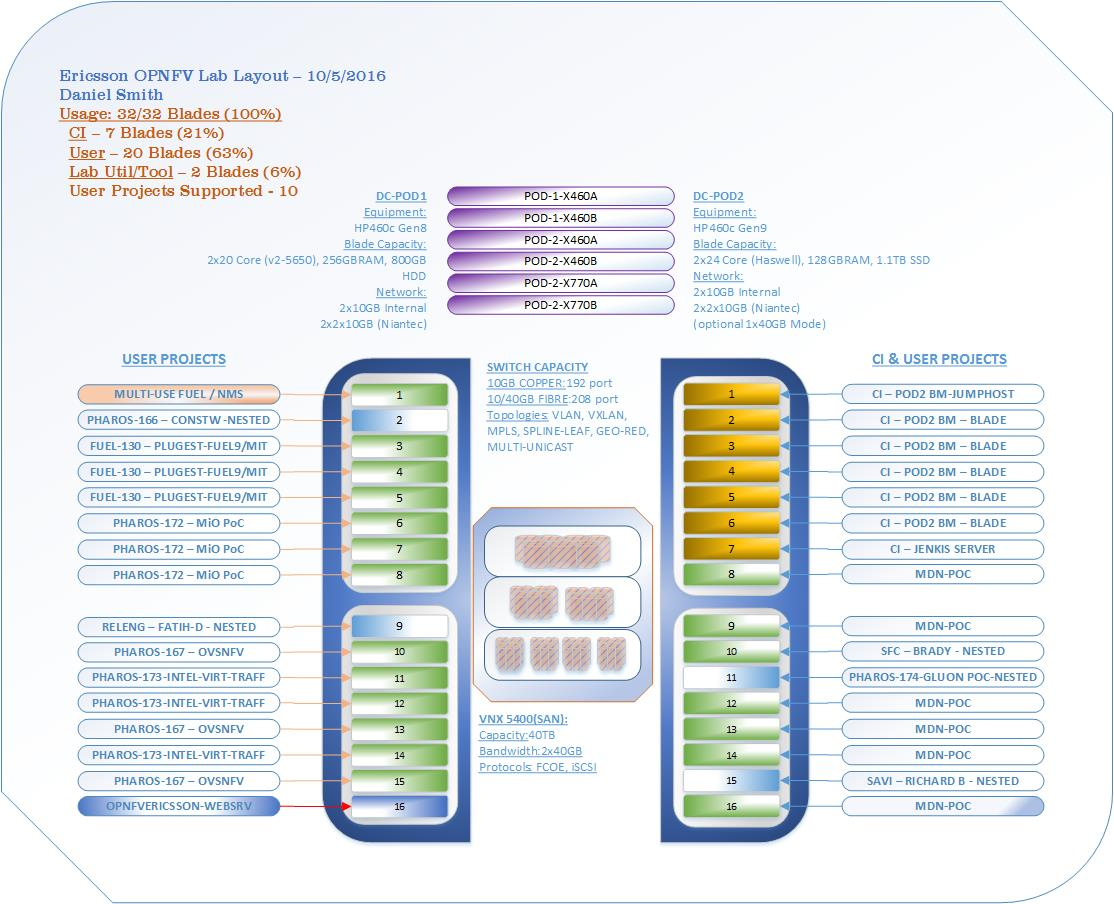 Ericsson OPNFV Lab Layout – 10/5/2016
Daniel Smith
Usage: 32/32 Blades (100%)
CI – 7 Blades (21%)
User – 20 Blades (63%)
Lab Util/Tool – 2 Blades (6%)
User Projects Supported - 10
DC-POD1
Equipment:
HP460c Gen8
Blade Capacity:
2x20 Core (v2-5650), 256GBRAM, 800GB
HDD
Network:
2x10GB Internal
2x2x10GB (Niantec)
POD-1-X460A
POD-1-X460B
POD-2-X460A
POD-2-X460B
POD-2-X770A
POD-2-X770B
DC-POD2
Equipment:
HP460c Gen9
Blade Capacity:
2x24 Core (Haswell), 128GBRAM, 1.1TB SSD
Network:
2x10GB Internal
2x2x10GB (Niantec)
(optional 1x40GB Mode)
USER PROJECTS
MULTI-USE FUEL / NMS
PHAROS-166 – CONSTW-NESTED
FUEL-130 – PLUGEST-FUEL9/MIT
FUEL-130 – PLUGEST-FUEL9/MIT
FUEL-130 – PLUGEST-FUEL9/MIT
PHAROS-172 – MiO PoC
PHAROS-172 – MiO PoC
PHAROS-172 – MiO PoC
RELENG – FATIH-D - NESTED
PHAROS-167 – OVSNFV
PHAROS-173-INTEL-VIRT-TRAFF
PHAROS-173-INTEL-VIRT-TRAFF
PHAROS-167 – OVSNFV
PHAROS-173-INTEL-VIRT-TRAFF
PHAROS-167 – OVSNFV
OPNFVERICSSON-WEBSRV
1
2
3
4
5
6
7
8
9
10
11
12
13
14
15
16
SWITCH CAPACITY
10GB COPPER:192 port
10/40GB FIBRE:208 port
Topologies: VLAN, VXLAN,
MPLS, SPLINE-LEAF, GEO-RED,
MULTI-UNICAST
VNX 5400(SAN):
Capacity:40TB
Bandwidth:2x40GB
Protocols: FCOE, iSCSI
1
2
3
4
5
6
7
8
9
10
11
12
13
14
15
16
CI & USER PROJECTS
CI – POD2 BM-JUMPHOST
CI – POD2 BM – BLADE
CI – POD2 BM – BLADE
CI – POD2 BM – BLADE
CI – POD2 BM – BLADE
CI – POD2 BM – BLADE
CI – JENKIS SERVER
MDN-POC
MDN-POC
SFC – BRADY - NESTED
PHAROS-174-GLUON POC-NESTED
MDN-POC
MDN-POC
MDN-POC
SAVI – RICHARD B - NESTED
MDN-POC